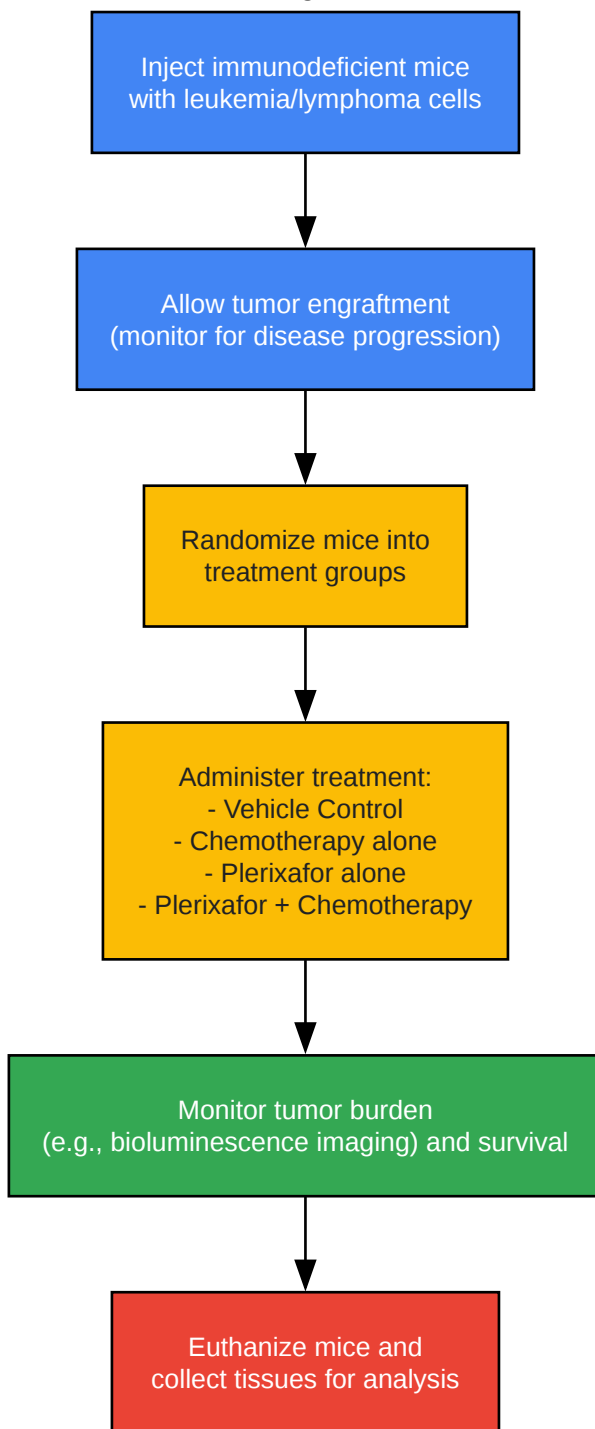 Inject immunodeficient mice
with leukemia/lymphoma cells
Allow tumor engraftment
(monitor for disease progression)
Randomize mice into
treatment groups
Administer treatment:
- Vehicle Control
- Chemotherapy alone
- Plerixafor alone
- Plerixafor + Chemotherapy
Monitor tumor burden
(e.g., bioluminescence imaging) and survival
Euthanize mice and
collect tissues for analysis